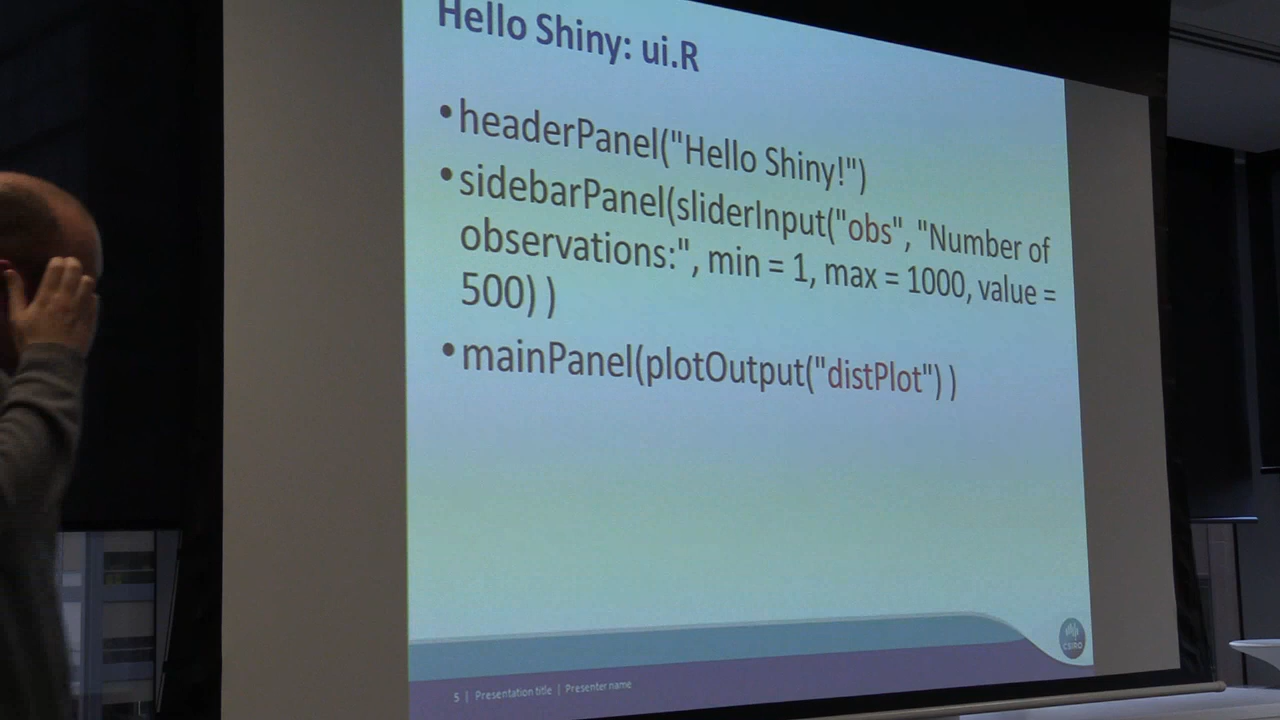 Hello Shiny: ui.R
•headerPanel("Hello Shiny!")
•sidebarPanel(sliderInput("obs", "Number of
observations:", min = 1, max = 1000, value =
500) )
•mainPanel(plotOutput("distPlot") )
5 | Presentation title | Presenter name
CSIRO